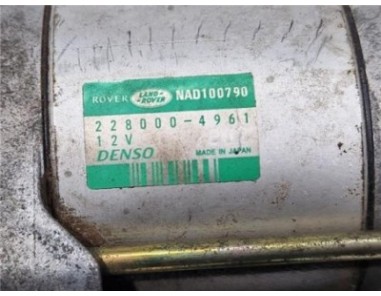 ROVER LAND ROVER NAD100790
228000-4961
12V
DENSO MADE IN JAPAN